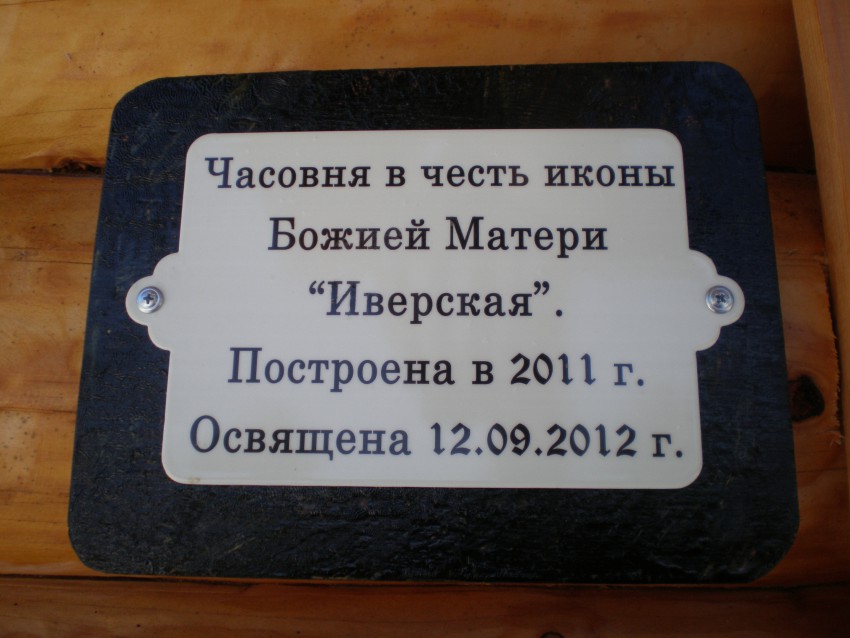 Часовня в честь иконы
Божией Матери
“Иверская”.
Построена в 2011 г.
Освящена 12.09.2012 г.